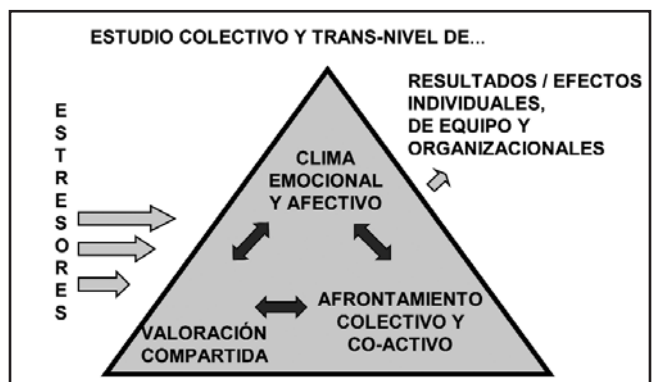 ESTUDIO COLECTIVO Y TRANS-NIVEL DE...
ESTRESORES
RESULTADOS / EFECTOS
INDIVIDUALES,
DE EQUIPO Y
ORGANIZACIONALES
CLIMA
EMOCIONAL
Y AFECTIVO
VALORACIÓN
COMPARTIDA
AFRONTAMIENTO
COLECTIVO Y
CO-ACTIVO